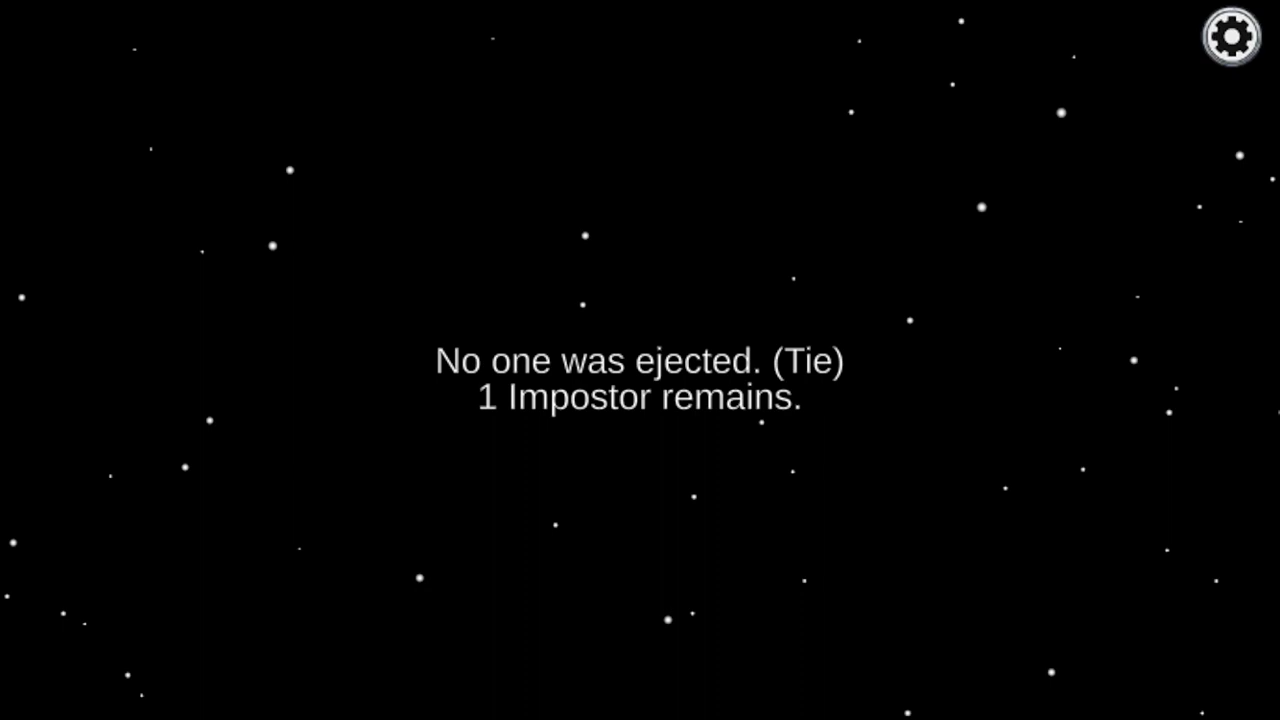 No one was ejected. (Tie)
1 Impostor remains.